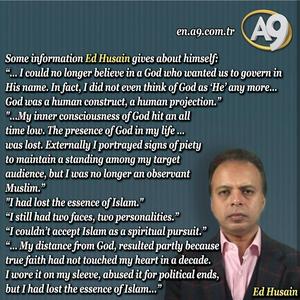 en.a9.com.tr
A9
Some information Ed Husain gives about himself:
“... I could no longer believe in a God who wanted us to govern in
His name. In fact, I did not even think of God as ‘He’ any more...
God was a human construct, a human projection.”
"...My inner consciousness of God hit an all
time low. The presence of God in my life ...
was lost. Externally I portrayed signs of piety
to maintain a standing among my target
audience, but I was no longer an observant
Muslim.”
"I had lost the essence of Islam.”
“I still had two faces, two personalities.”
“I couldn’t accept Islam as a spiritual pursuit.”
“... My distance from God, resulted partly because
true faith had not touched my heart in a decade.
I wore it on my sleeve, abused it for political ends,
but I had lost the essence of Islam...”
Ed Husain